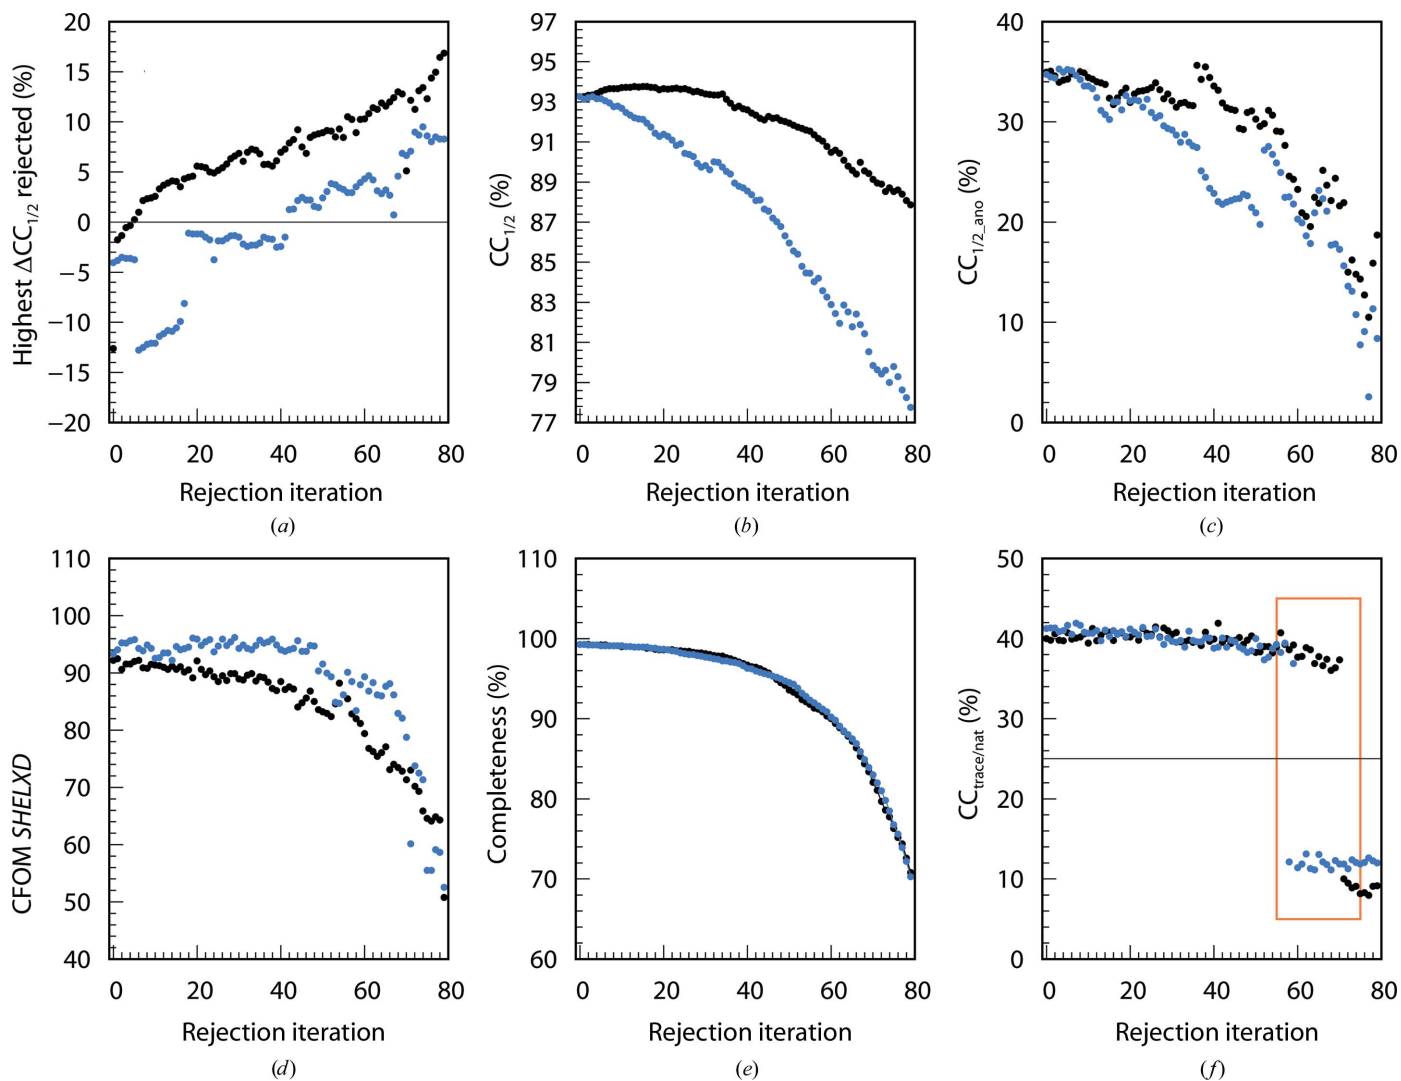 Highest ΔCC1/2 rejected (%)
20
15
10
5
0
−5
−10
−15
−20
0 20 40 60 80
Rejection iteration
(a)
CC1/2 (%)
97
95
93
91
89
87
85
83
81
79
77
0 20 40 60 80
Rejection iteration
(b)
CC1/2_ano (%)
40
30
20
10
0
0 20 40 60 80
Rejection iteration
(c)
CFOM SHELXD
110
100
90
80
70
60
50
40
0 20 40 60 80
Rejection iteration
(d)
Completeness (%)
110
100
90
80
70
60
0 20 40 60 80
Rejection iteration
(e)
CCtrace/nat (%)
50
40
30
20
10
0
0 20 40 60 80
Rejection iteration
(f)